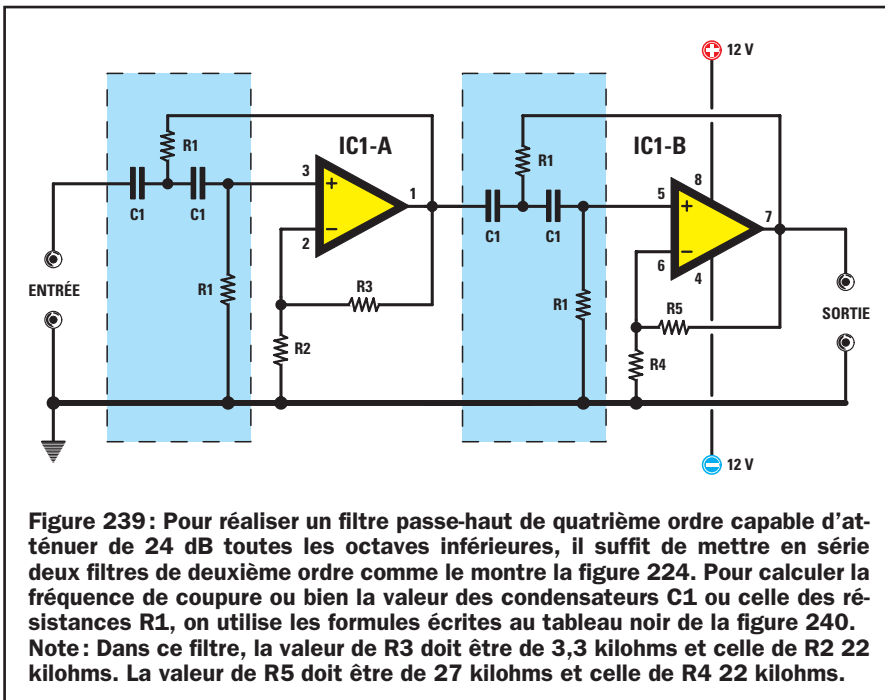 12 V
IC1-A
IC1-B
R1
R1
C1
C1
3
+
1
−
2
C1
C1
5
+
8
7
−
6
4
ENTRÉE
R1
R3
R2
R1
R5
R4
SORTIE
12 V
Figure 239: Pour réaliser un filtre passe-haut de quatrième ordre capable d'at-
ténuer de 24 dB toutes les octaves inférieures, il suffit de mettre en série
deux filtres de deuxième ordre comme le montre la figure 224. Pour calculer la
fréquence de coupure ou bien la valeur des condensateurs C1 ou celle des ré-
sistances R1, on utilise les formules écrites au tableau noir de la figure 240.
Note: Dans ce filtre, la valeur de R3 doit être de 3,3 kilohms et celle de R2 22
kilohms. La valeur de R5 doit être de 27 kilohms et celle de R4 22 kilohms.